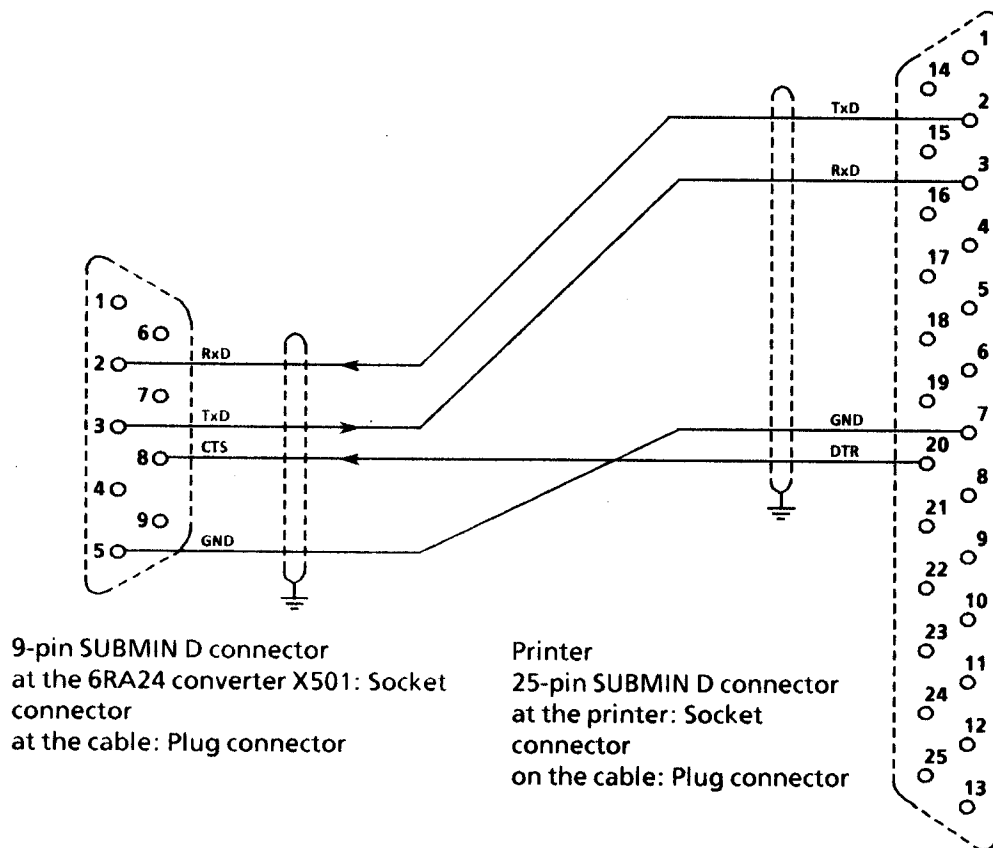 1
14
2
TxD
15
3
RxD
16
4
17
5
18
6
19
7
GND
20
DTR
8
21
9
22
10
23
11
24
12
25
13
1
6
2
RxD
7
3
TxD
8
CTS
4
9
5
GND
9-pin SUBMIN D connector
at the 6RA24 converter X501: Socket
connector
at the cable: Plug connector
Printer
25-pin SUBMIN D connector
at the printer: Socket
connector
on the cable: Plug connector